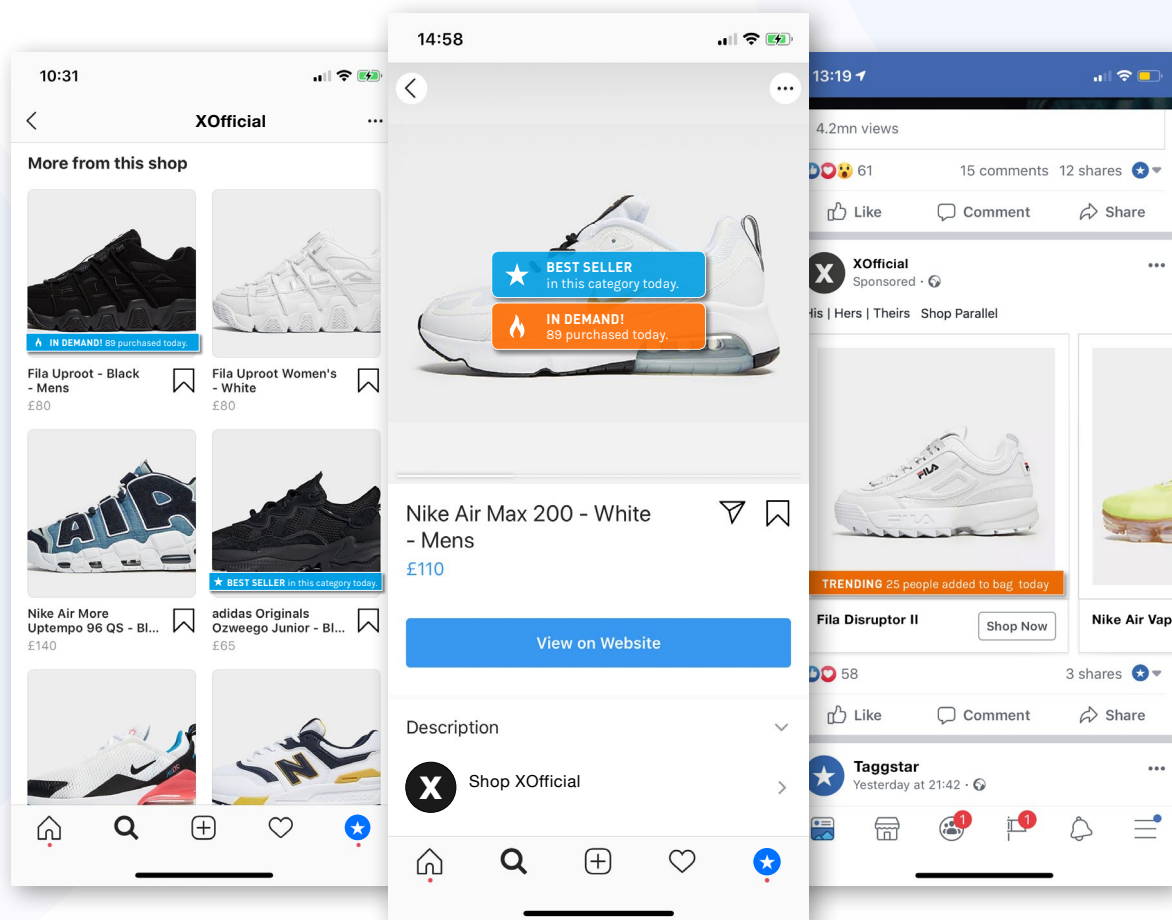 10:31
XOfficial
More from this shop
IN DEMAND! 89 purchased today.
Fila Uproot - Black
- Mens
£80
Fila Uproot Women's
- White
£80
AIR
Nike Air More
Uptempo 96 QS - Bl...
£140
BEST SELLER in this category today.
adidas Originals
Ozweego Junior - Bl...
£65
N
14:58
BEST SELLER
in this category today.
IN DEMAND!
89 purchased today.
Nike Air Max 200 - White
- Mens
£110
View on Website
Description
X
Shop XOfficial
13:19
4.2mn views
61
15 comments
12 shares
Like
Comment
Share
X
XOfficial
Sponsored ·
His | Hers | Theirs Shop Parallel
FILA
TRENDING 25 people added to bag today
Fila Disruptor II
Shop Now
Nike Air Vap
58
3 shares
Like
Comment
Share
Taggstar
Yesterday at 21:42 ·
1
1